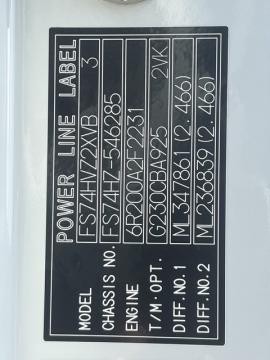 POWER LINE LABEL
MODEL FS74HVZ2XVB 3
CHASSIS NO. FS74HZ-546285
ENGINE 6R200A2F2231
T/M·OPT. G230CBA925 2VK
DIFF.NO.1 ML347861(2.466)
DIFF.NO.2 ML236839(2.466)